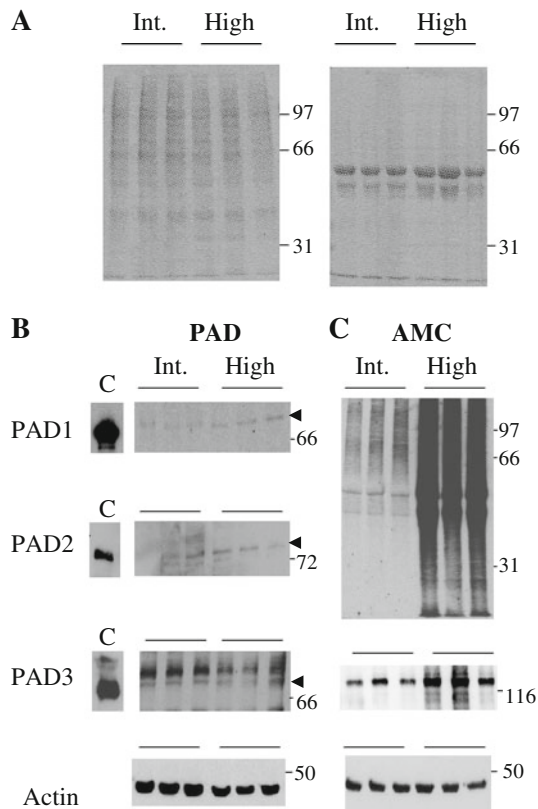 A Int. High Int. High
97 97
66 66
31 31
B PAD C AMC
C Int. High Int. High
PAD1 66 97
66
C
PAD2 72 31
C
PAD3 66 116
50 50
Actin